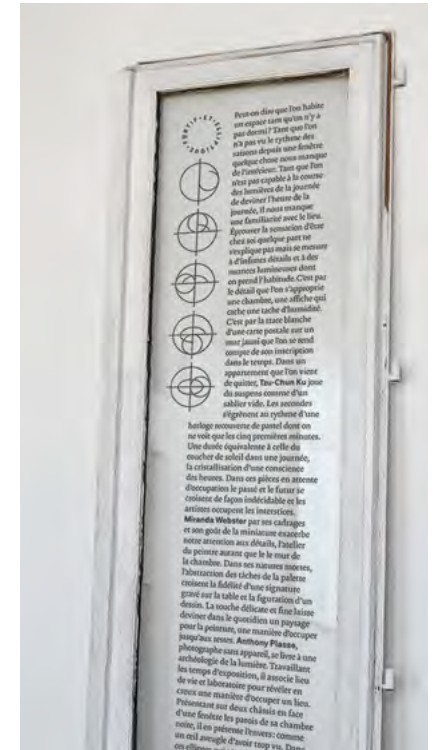 Peut-on dire que l'on habite
un espace tant qu'on n'y a
pas dormi? Tant que l'on
n'a pas vu le rythme des
saisons depuis une fenêtre
quelque chose nous manque
de l'intérieur. Tant que l'on
n'est pas capable à la course
des lumières de la journée
de deviner l'heure de la
journée, il nous manque
une familiarité avec le lieu.
Éprouver la sensation d'être
chez soi quelque part ne
s'explique pas mais se mesure
à d'infimes détails et à des
nuances lumineuses dont
on prend l'habitude. C'est par
le détail que l'on s'approprie
une chambre, une affiche qui
cache une tache d'humidité.
C'est par la trace blanche
d'une carte postale sur un
mur jauni que l'on se rend
compte de son inscription
dans le temps. Dans un
appartement que l'on vient
de quitter, Tzu-Chun Ku joue
du suspens comme d'un
sablier vide. Les secondes
s'égrènent au rythme d'une
horloge recouverte de pastel dont on
ne voit que les cinq premières minutes.
Une durée équivalente à celle du
coucher de soleil dans une journée,
la cristallisation d'une conscience
des heures. Dans ces pièces en attente
d'occupation le passé et le futur se
croisent de façon indécidable et les
artistes occupent les interstices.
Miranda Webster par ses cadrages
et son goût de la miniature exacerbe
notre attention aux détails, l'atelier
du peintre autant que le mur de
la chambre. Dans ses natures mortes,
l'abstraction des tâches de la palette
croisent la fidélité d'une signature
gravé sur la table et la figuration d'un
dessin. La touche délicate et fine laisse
deviner dans le quotidien un paysage
pour la peinture, une manière d'occuper
jusqu'aux restes. Anthony Plasse,
photographe sans appareil, se livre à une
archéologie de la lumière. Travaillant
les temps d'exposition, il associe lieu
de vie et laboratoire pour révéler en
creux une manière d'occuper un lieu.
Présentant sur deux châssis en face
d'une fenêtre les parois de sa chambre
noire, il en présente l'envers: comme
un œil aveugle d'avoir trop vu. Dans
ces ellipses